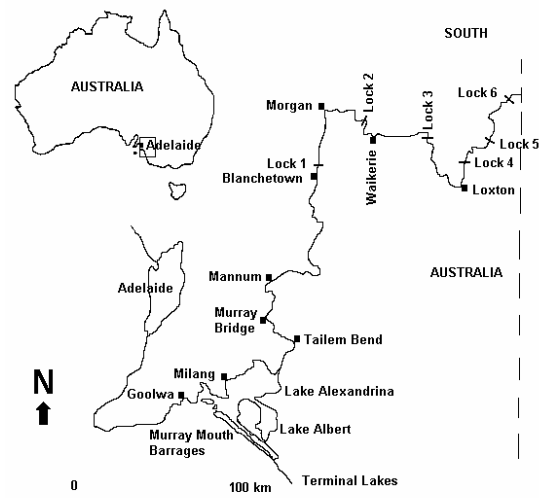 SOUTH
AUSTRALIA
Lock 2
Lock 3
Lock 6
Morgan
Adelaide
Waikerie
Lock 5
Lock 1
Lock 4
Blanchetown
Loxton
Mannum
AUSTRALIA
Adelaide
Murray
Bridge
Tailem Bend
Milang
N
Goolwa
Lake Alexandrina
Murray Mouth
Barrages
Lake Albert
Terminal Lakes
0
100 km